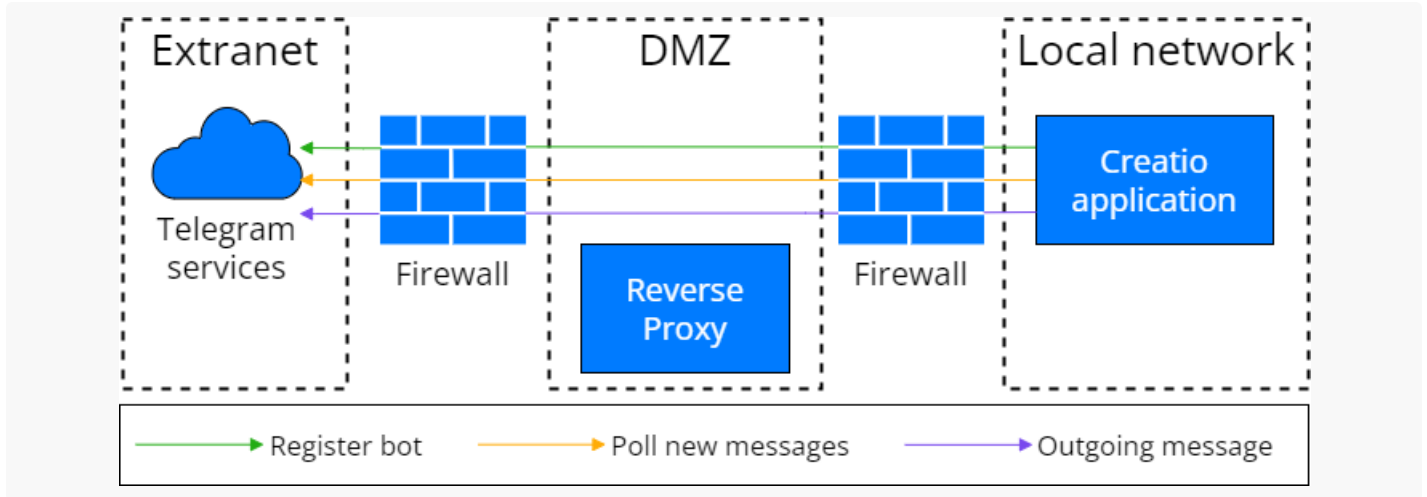 Extranet
DMZ
Local network
Telegram
services
Firewall
Reverse
Proxy
Firewall
Creatio
application
Register bot
Poll new messages
Outgoing message